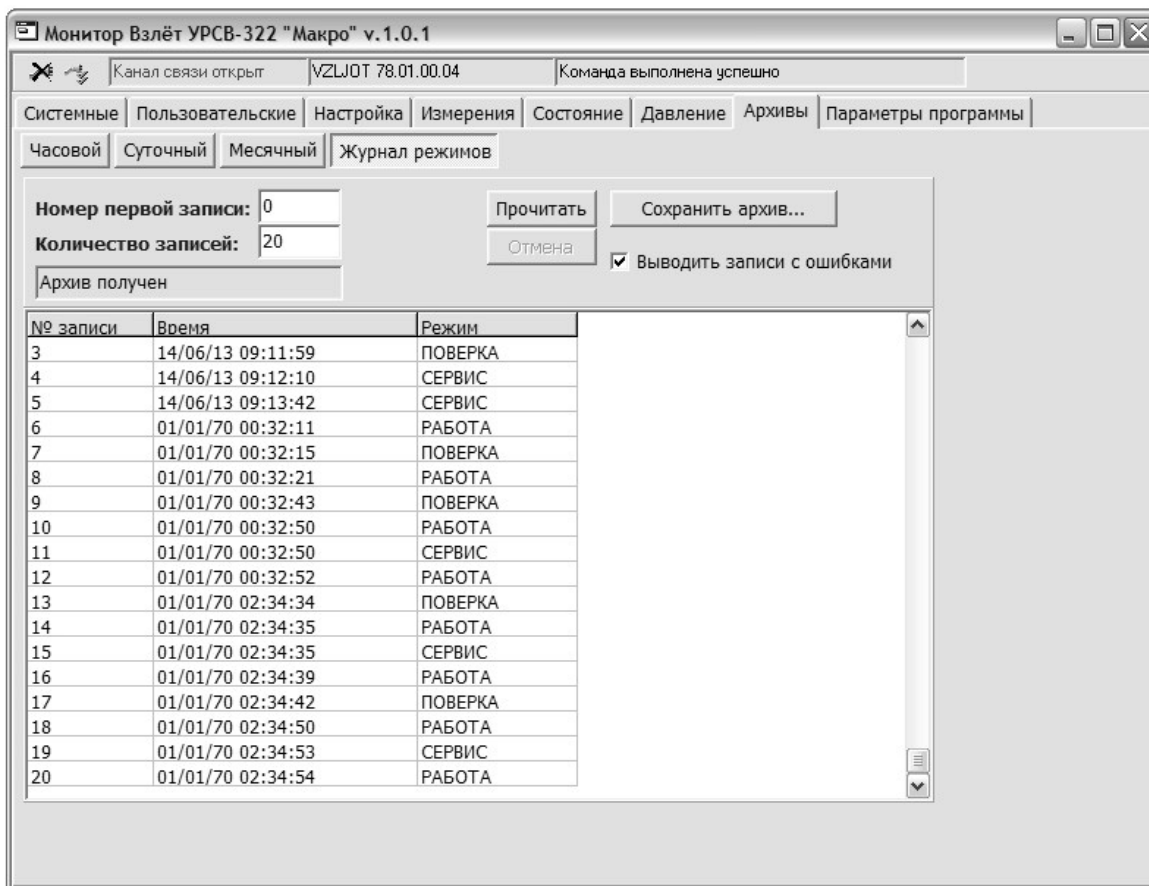 Монитор Взлёт УРСВ-322 "Макро" v.1.0.1
Канал связи открыт VZLJOT 78.01.00.04 Команда выполнена успешно
Системные Пользовательские Настройка Измерения Состояние Давление Архивы Параметры программы
Часовой Суточный Месячный Журнал режимов
Номер первой записи: 0 Прочитать Сохранить архив...
Количество записей: 20 Отмена
Выводить записи с ошибками
Архив получен
№ записи Время Режим
3 14/06/13 09:11:59 ПОВЕРКА
4 14/06/13 09:12:10 СЕРВИС
5 14/06/13 09:13:42 СЕРВИС
6 01/01/70 00:32:11 РАБОТА
7 01/01/70 00:32:15 ПОВЕРКА
8 01/01/70 00:32:21 РАБОТА
9 01/01/70 00:32:43 ПОВЕРКА
10 01/01/70 00:32:50 РАБОТА
11 01/01/70 00:32:50 СЕРВИС
12 01/01/70 00:32:52 РАБОТА
13 01/01/70 02:34:34 ПОВЕРКА
14 01/01/70 02:34:35 РАБОТА
15 01/01/70 02:34:35 СЕРВИС
16 01/01/70 02:34:39 РАБОТА
17 01/01/70 02:34:42 ПОВЕРКА
18 01/01/70 02:34:50 РАБОТА
19 01/01/70 02:34:53 СЕРВИС
20 01/01/70 02:34:54 РАБОТА